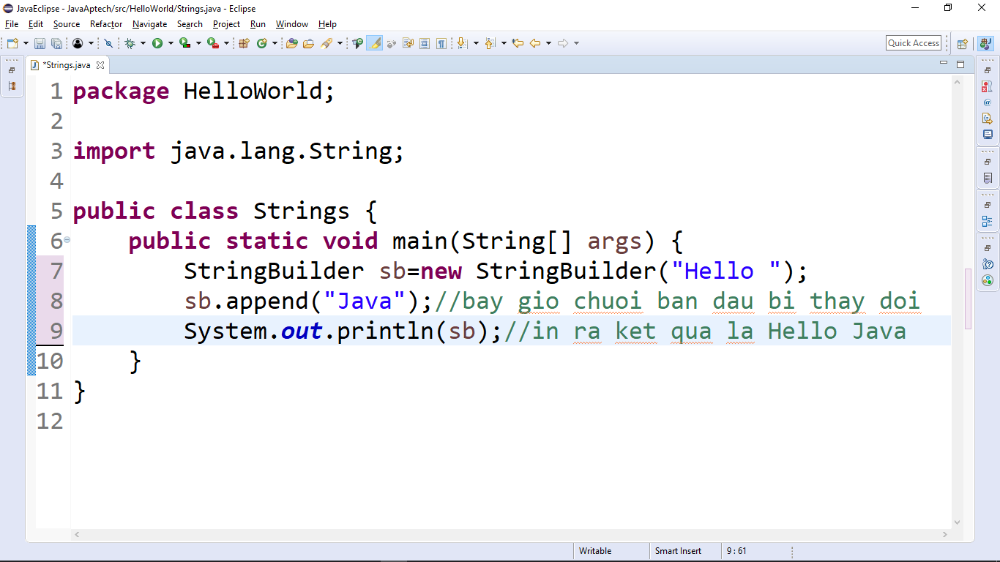 JavaEclipse - JavaAptech/src/HelloWorld/Strings.java - Eclipse
File Edit Source Refactor Navigate Search Project Run Window Help
Quick Access
*Strings.java
1 package HelloWorld;
2
3 import java.lang.String;
4
5 public class Strings {
6 public static void main(String[] args) {
7 StringBuilder sb=new StringBuilder("Hello ");
8 sb.append("Java");//bay gio chuoi ban dau bi thay doi
9 System.out.println(sb);//in ra ket qua la Hello Java
10 }
11 }
12
Writable Smart Insert 9 : 61